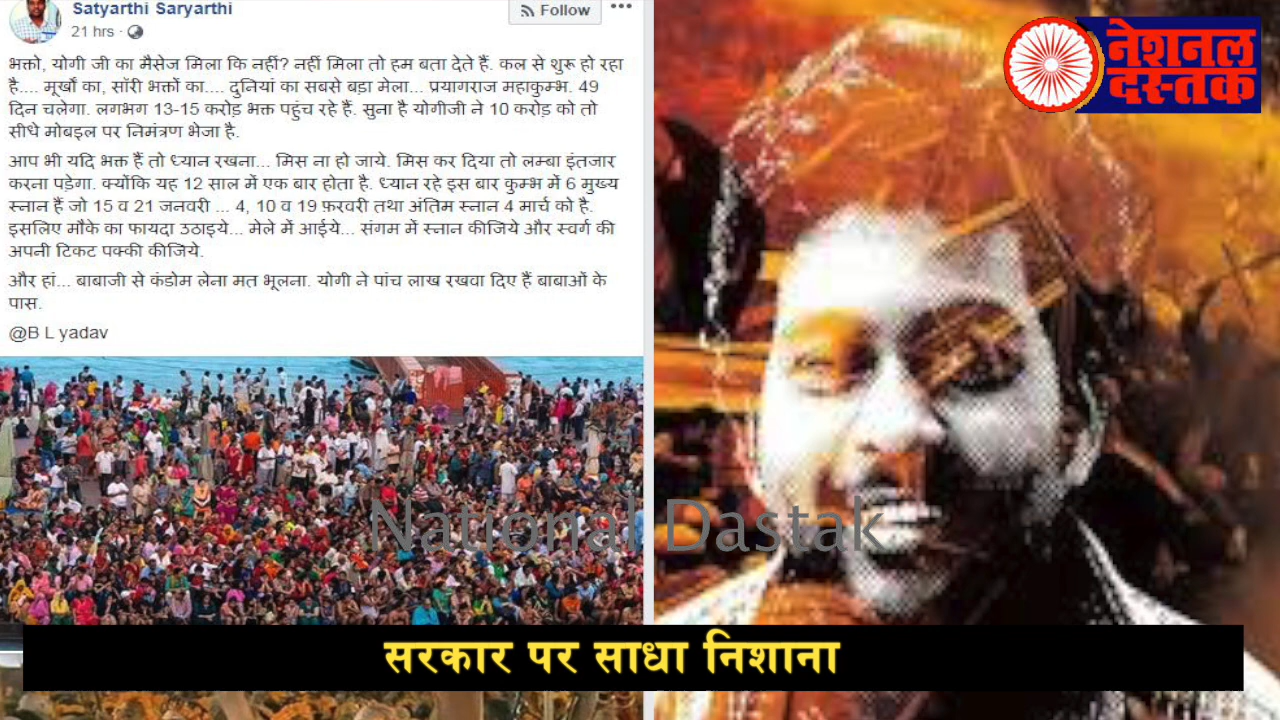 Satyarthi Saryarthi
Follow
21 hrs ·
भक्तो, योगी जी का मैसेज मिला कि नहीं? नहीं मिला तो हम बता देते हैं. कल से शुरू हो रहा
है.... मूर्खों का, सॉरी भक्तों का.... दुनियां का सबसे बड़ा मेला... प्रयागराज महाकुम्भ. 49
दिन चलेगा. लगभग 13-15 करोड़ भक्त पहुंच रहे हैं. सुना है योगीजी ने 10 करोड़ को तो
सीधे मोबइल पर निमंत्रण भेजा है.
आप भी यदि भक्त हैं तो ध्यान रखना... मिस ना हो जाये. मिस कर दिया तो लम्बा इंतजार
करना पड़ेगा. क्योंकि यह 12 साल में एक बार होता है. ध्यान रहे इस बार कुम्भ में 6 मुख्य
स्नान हैं जो 15 व 21 जनवरी ... 4, 10 व 19 फ़रवरी तथा अंतिम स्नान 4 मार्च को है.
इसलिए मौके का फायदा उठाइये... मेले में आईये... संगम में स्नान कीजिये और स्वर्ग की
अपनी टिकट पक्की कीजिये.
और हां... बाबाजी से कंडोम लेना मत भूलना. योगी ने पांच लाख रखवा दिए हैं बाबाओं के
पास.
@B L yadav
नेशनल
दस्तक
National Dastak
सरकार पर साधा निशाना